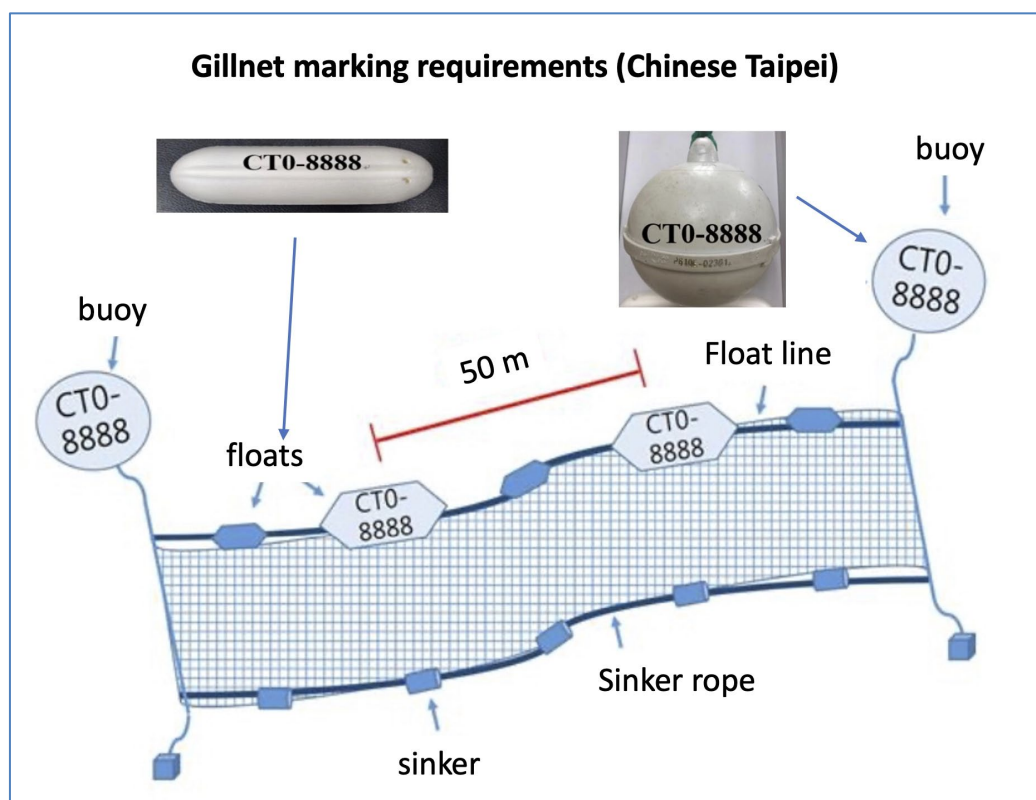 Gillnet marking requirements (Chinese Taipei)
CT0-8888
CT0-8888
buoy
CT0-
8888
buoy
CT0-
8888
50 m
Float line
CT0-
8888
floats
CT0-
8888
Sinker rope
sinker